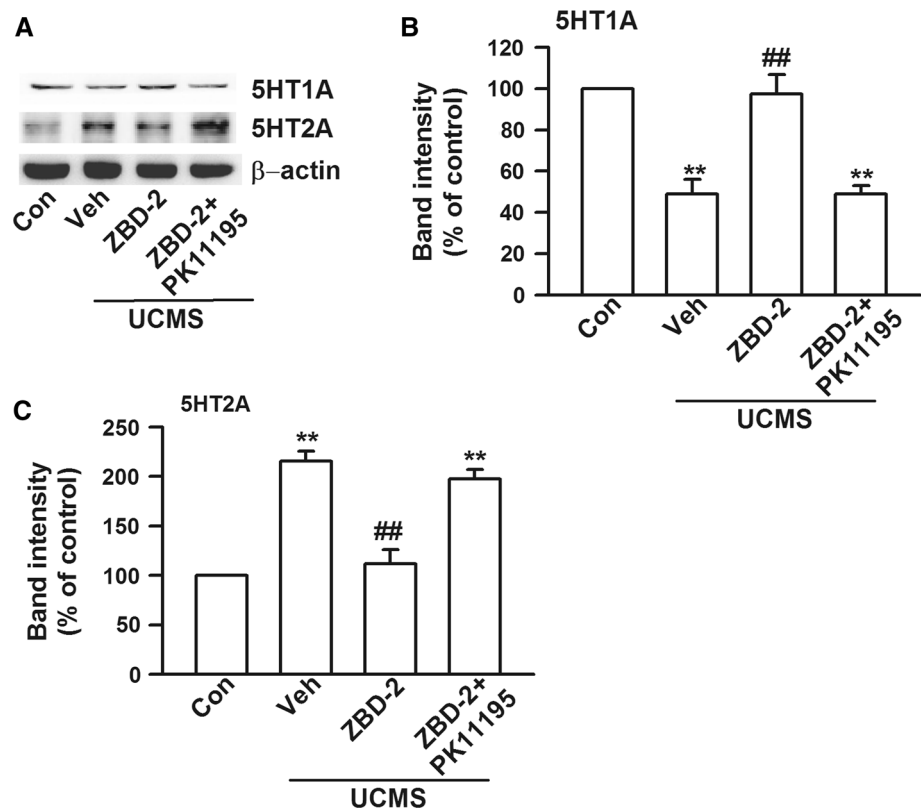 A
5HT1A
5HT2A
β–actin
Con
Veh
ZBD-2
ZBD-2+
PK11195
UCMS
B
5HT1A
Band intensity
(% of control)
120
100
80
60
40
20
0
**
##
**
Con
Veh
ZBD-2
ZBD-2+
PK11195
UCMS
C
5HT2A
Band intensity
(% of control)
250
200
150
100
50
0
**
##
**
Con
Veh
ZBD-2
ZBD-2+
PK11195
UCMS